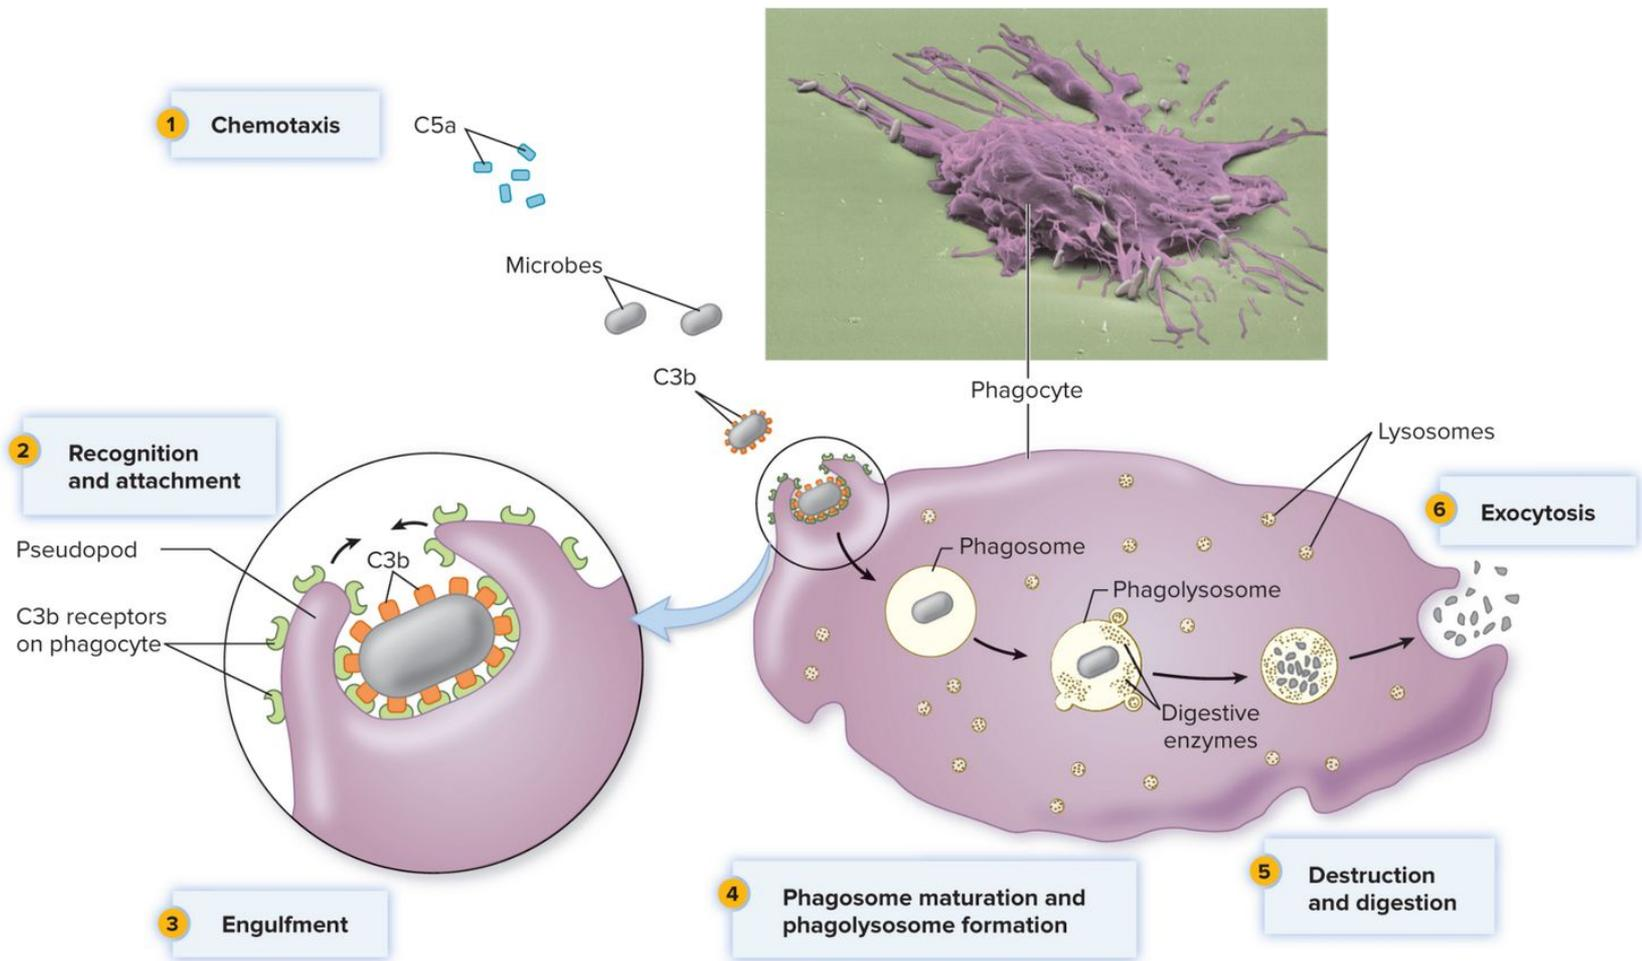 1 Chemotaxis
C5a
Microbes
C3b
Phagocyte
Lysosomes
2 Recognition
and attachment
6 Exocytosis
Pseudopod
C3b
C3b receptors
on phagocyte
Phagosome
Phagolysosome
Digestive
enzymes
3 Engulfment
4 Phagosome maturation and
phagolysosome formation
5 Destruction
and digestion